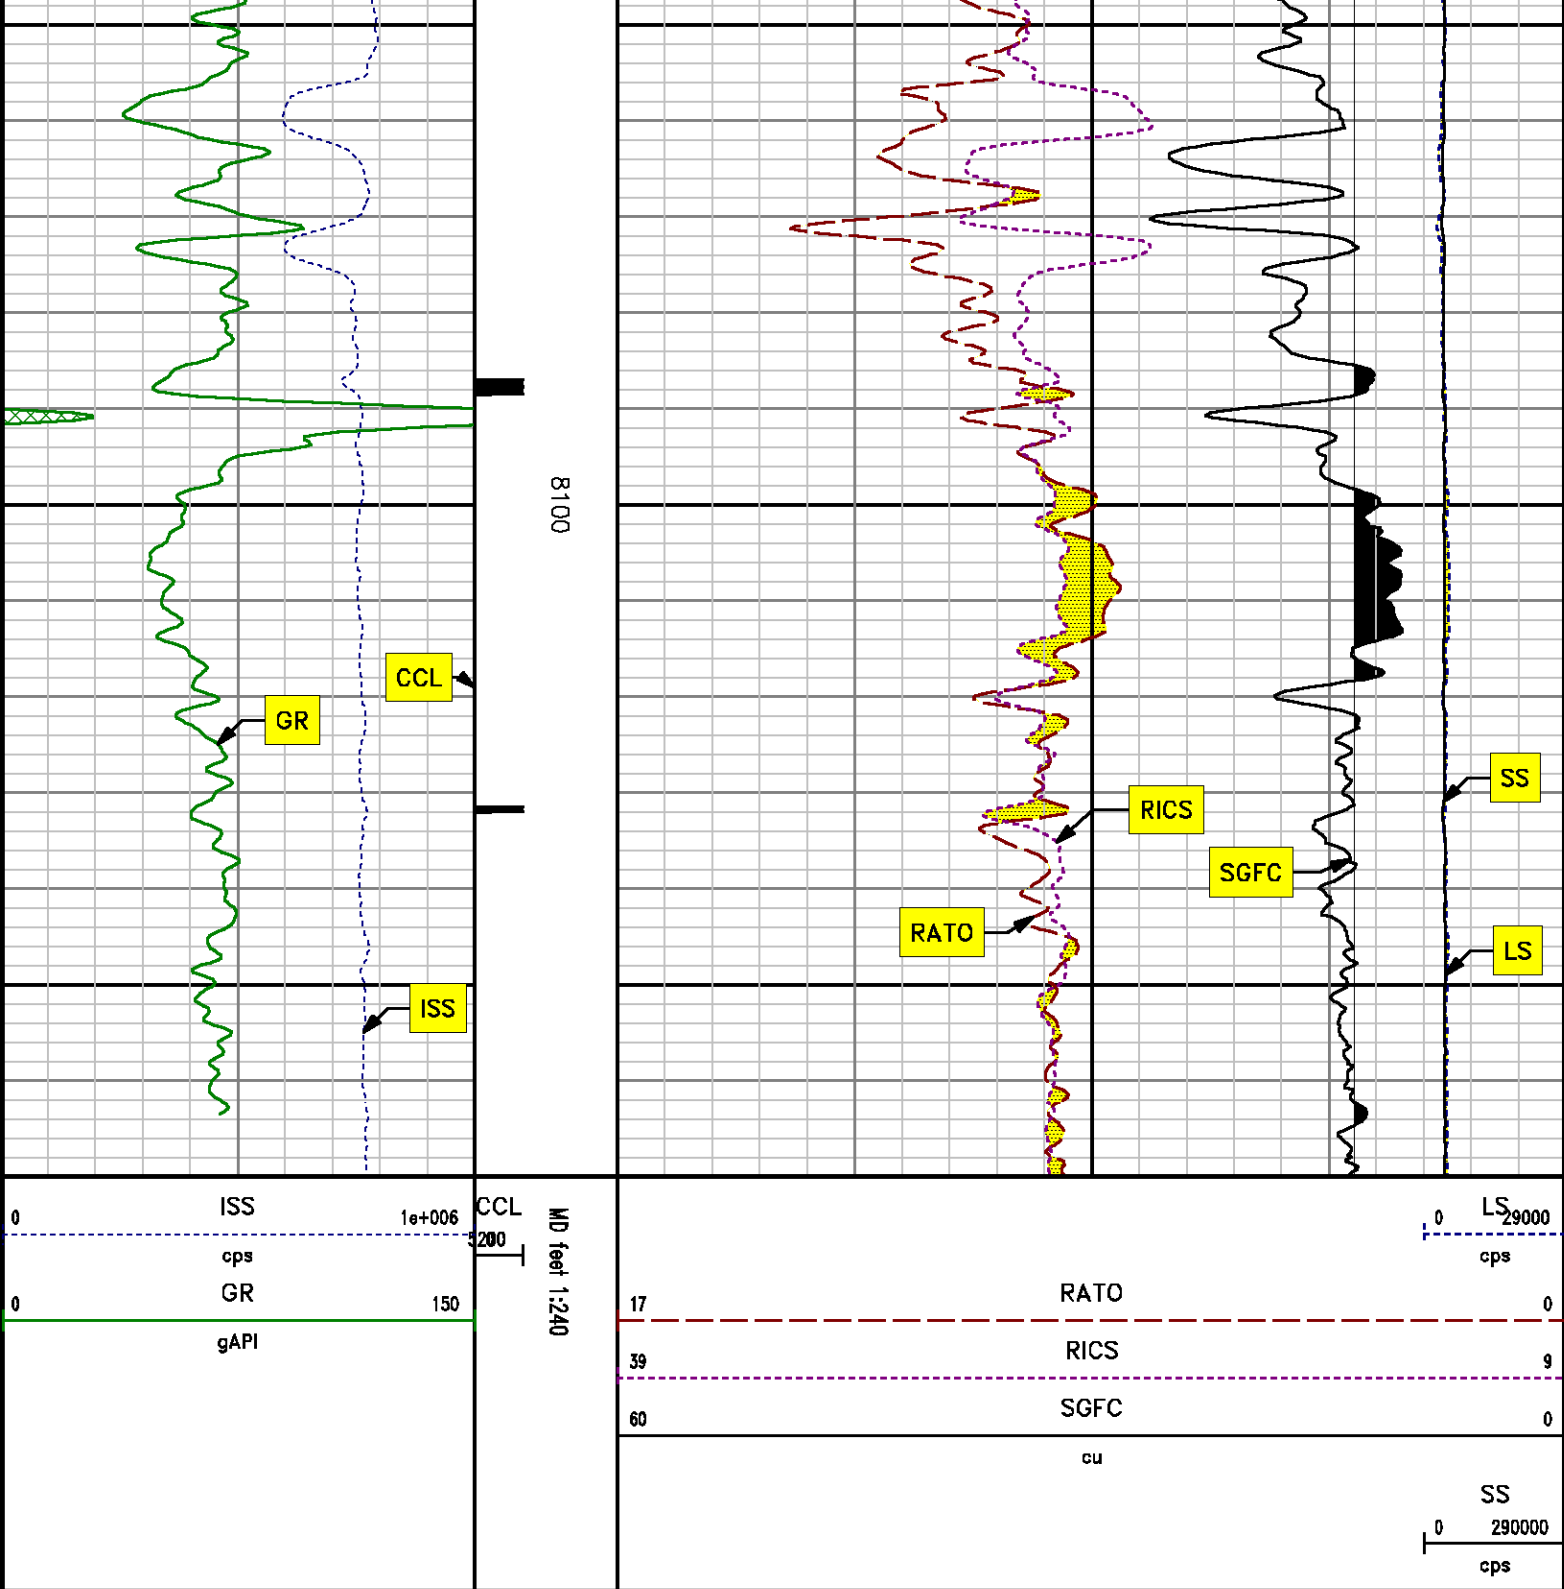 8100
CCL
GR
SS
RICS
SGFC
RATO
LS
ISS
ISS
0 1e+006
cps
GR
0 150
gAPI
CCL
MD feet 1:240
LS
0 29000
cps
RATO
17 0
RICS
39 9
SGFC
60 0
cu
SS
0 290000
cps